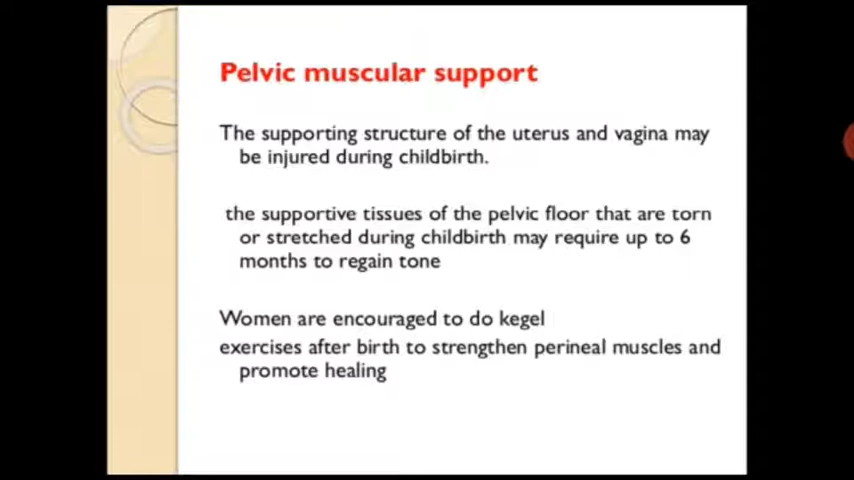 Pelvic muscular support
The supporting structure of the uterus and vagina may
be injured during childbirth.
the supportive tissues of the pelvic floor that are torn
or stretched during childbirth may require up to 6
months to regain tone
Women are encouraged to do kegel
exercises after birth to strengthen perineal muscles and
promote healing